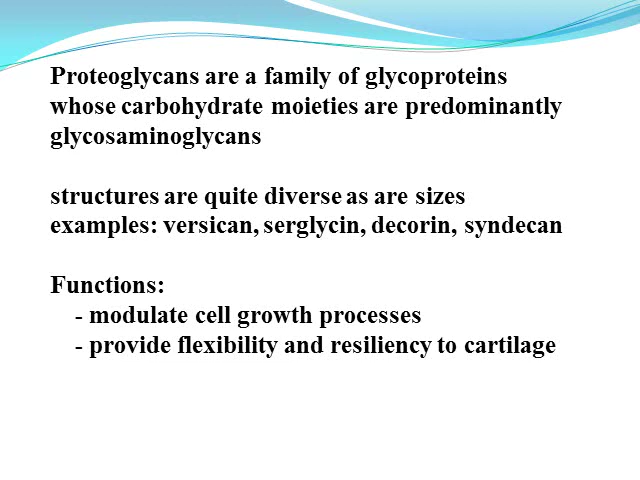 Proteoglycans are a family of glycoproteins
whose carbohydrate moieties are predominantly
glycosaminoglycans
structures are quite diverse as are sizes
examples: versican, serglycin, decorin, syndecan
Functions:
- modulate cell growth processes
- provide flexibility and resiliency to cartilage